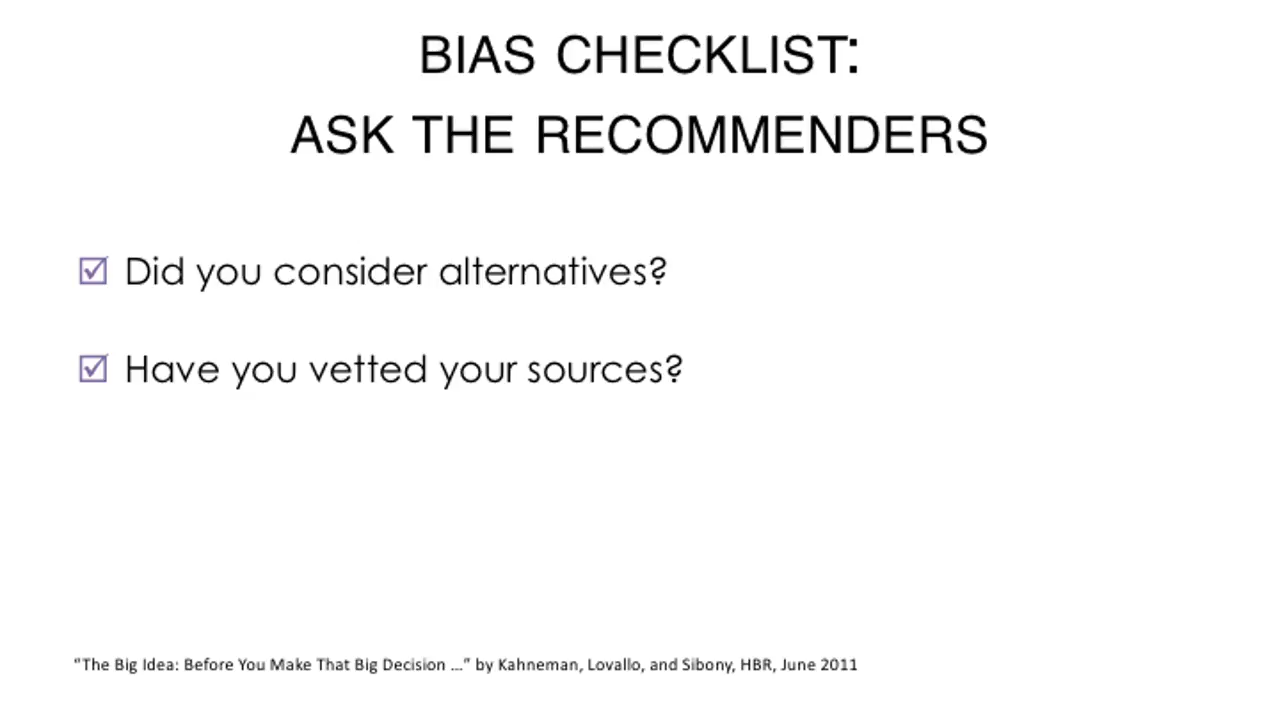 BIAS CHECKLIST:
ASK THE RECOMMENDERS
☑ Did you consider alternatives?
☑ Have you vetted your sources?
"The Big Idea: Before You Make That Big Decision …" by Kahneman, Lovallo, and Sibony, HBR, June 2011